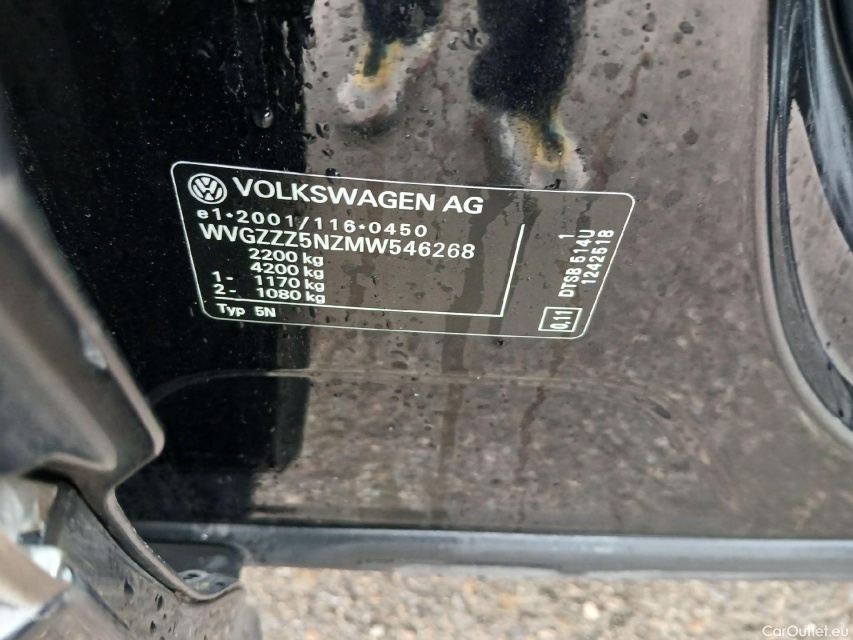 VOLKSWAGEN AG
e1*2001/116*0450
WVGZZZ5NZMW546268
2200 kg
4200 kg
1- 1170 kg
2- 1080 kg
Typ 5N
1
DTSB 514U
124251B
0.11
CarOutlet.eu